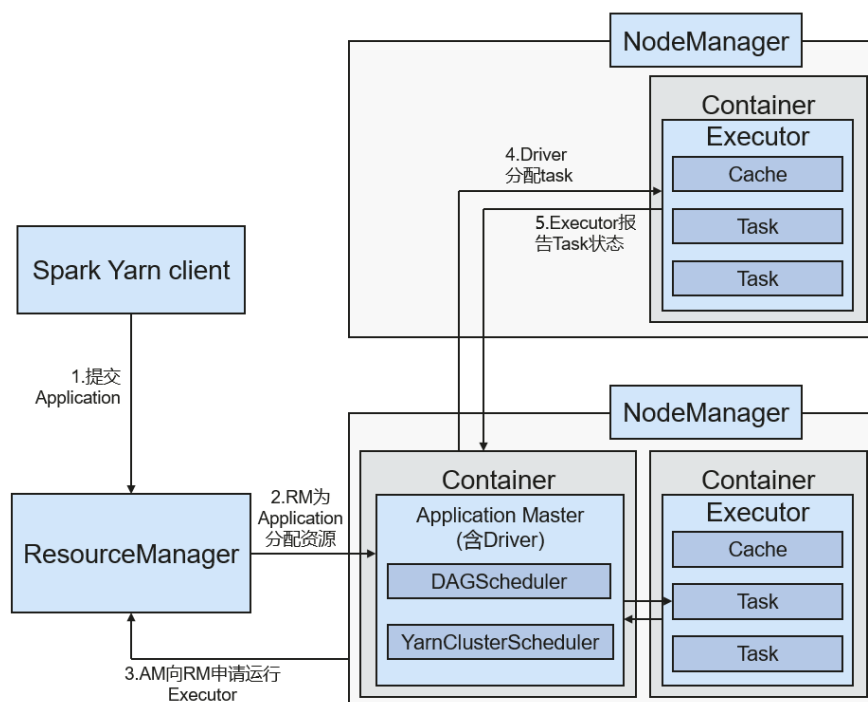 NodeManager
Container
Executor
Cache
Task
Task
4.Driver
分配task
5.Executor报
告Task状态
Spark Yarn client
1.提交
Application
ResourceManager
2.RM为
Application
分配资源
3.AM向RM申请运行
Executor
NodeManager
Container
Application Master
(含Driver)
DAGScheduler
YarnClusterScheduler
Container
Executor
Cache
Task
Task